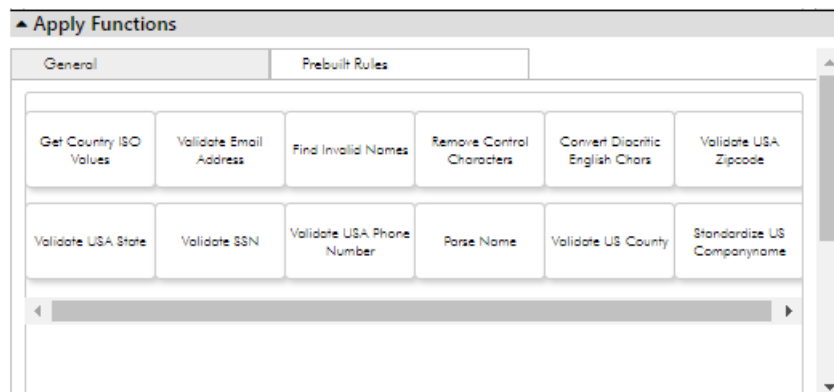 Apply Functions
General
Prebuilt Rules
Get Country ISO
Values
Validate Email
Address
Find Invalid Names
Remove Control
Characters
Convert Diacritic
English Chars
Validate USA
Zipcode
Validate USA State
Validate SSN
Validate USA Phone
Number
Parse Name
Validate US County
Standardize US
Companyname